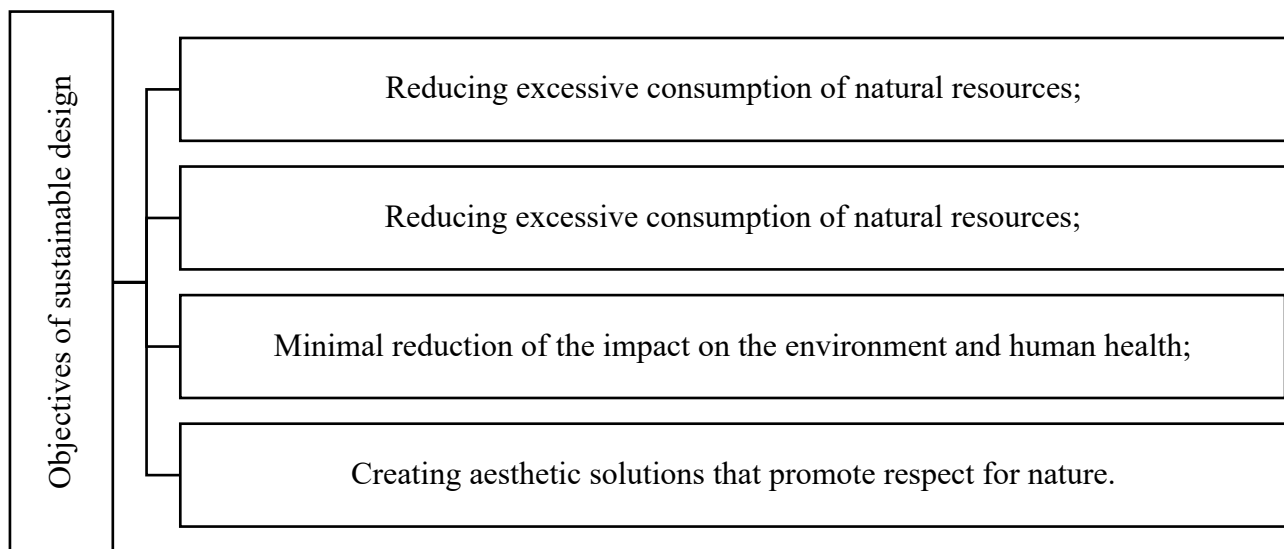 Objectives of sustainable design
Reducing excessive consumption of natural resources;
Reducing excessive consumption of natural resources;
Minimal reduction of the impact on the environment and human health;
Creating aesthetic solutions that promote respect for nature.